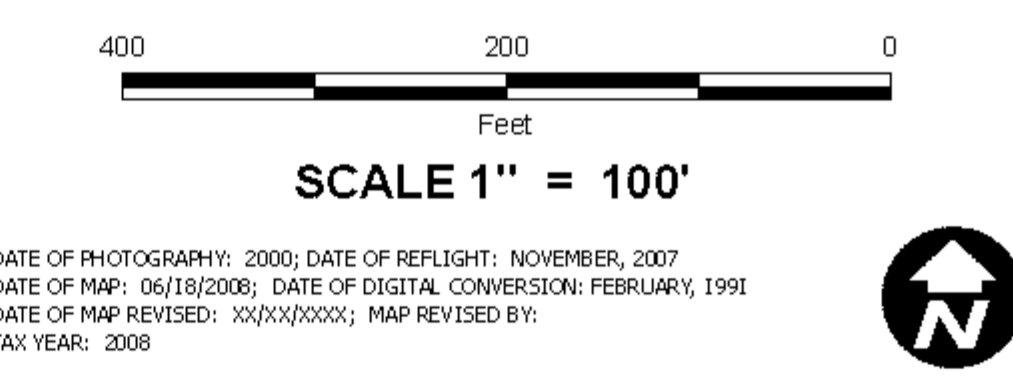 400 200 0
Feet
SCALE 1" = 100'
DATE OF PHOTOGRAPHY: 2000; DATE OF REFLIGHT: NOVEMBER, 2007
DATE OF MAP: 06/18/2008; DATE OF DIGITAL CONVERSION: FEBRUARY, 1991
DATE OF MAP REVISED: XX/XX/XXXX; MAP REVISED BY:
TAX YEAR: 2008
N